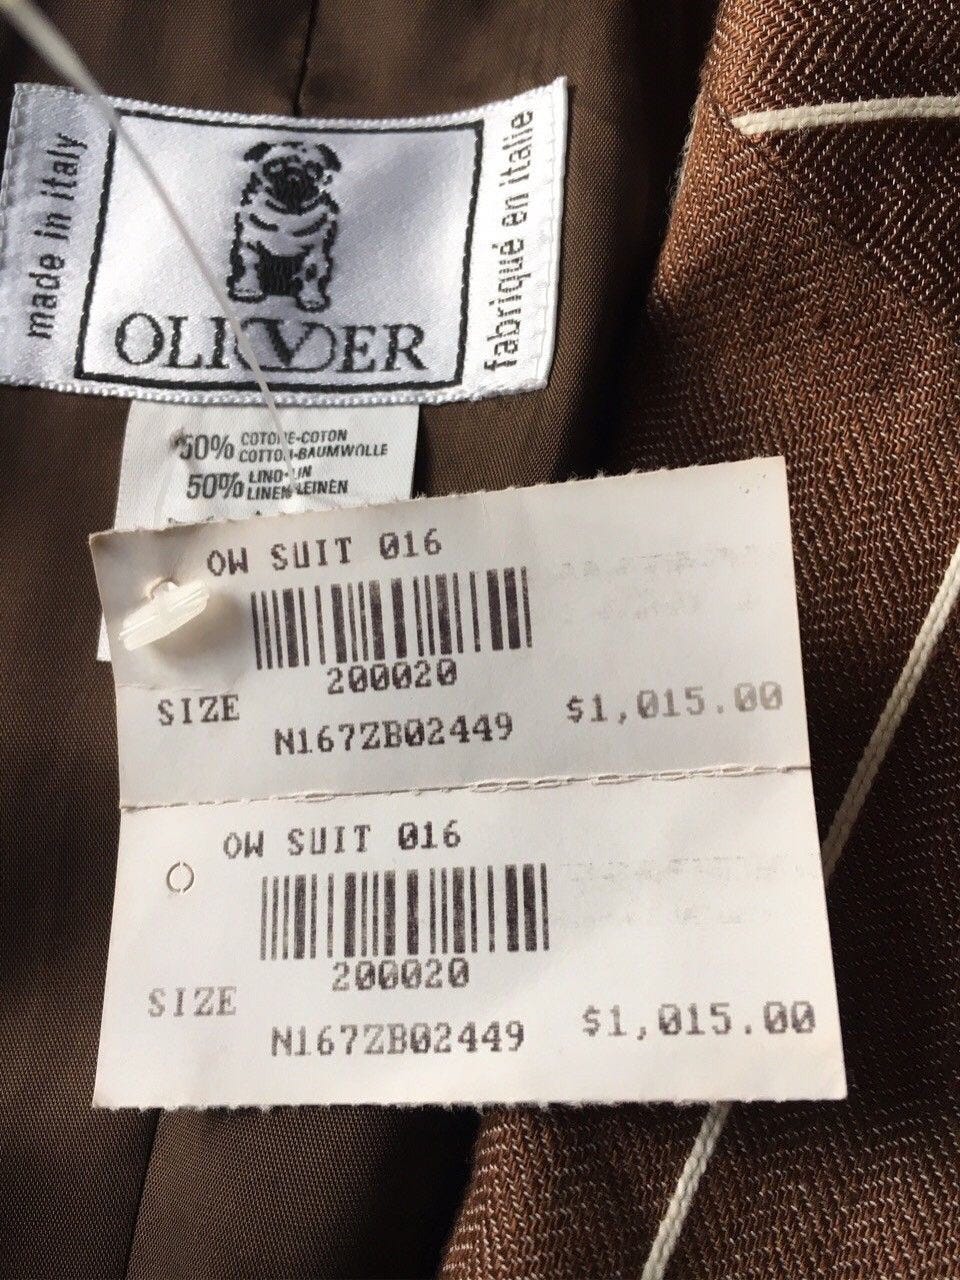 made in italy
OLIVER
fabriqué en italie
50% COTONE-COTON
COTTON-BAUMWOLLE
50% LINO-LIN
LINEN-LEINEN
OW SUIT 016
200020
SIZE
N167ZB02449
$1,015.00
OW SUIT 016
200020
SIZE
N167ZB02449
$1,015.00